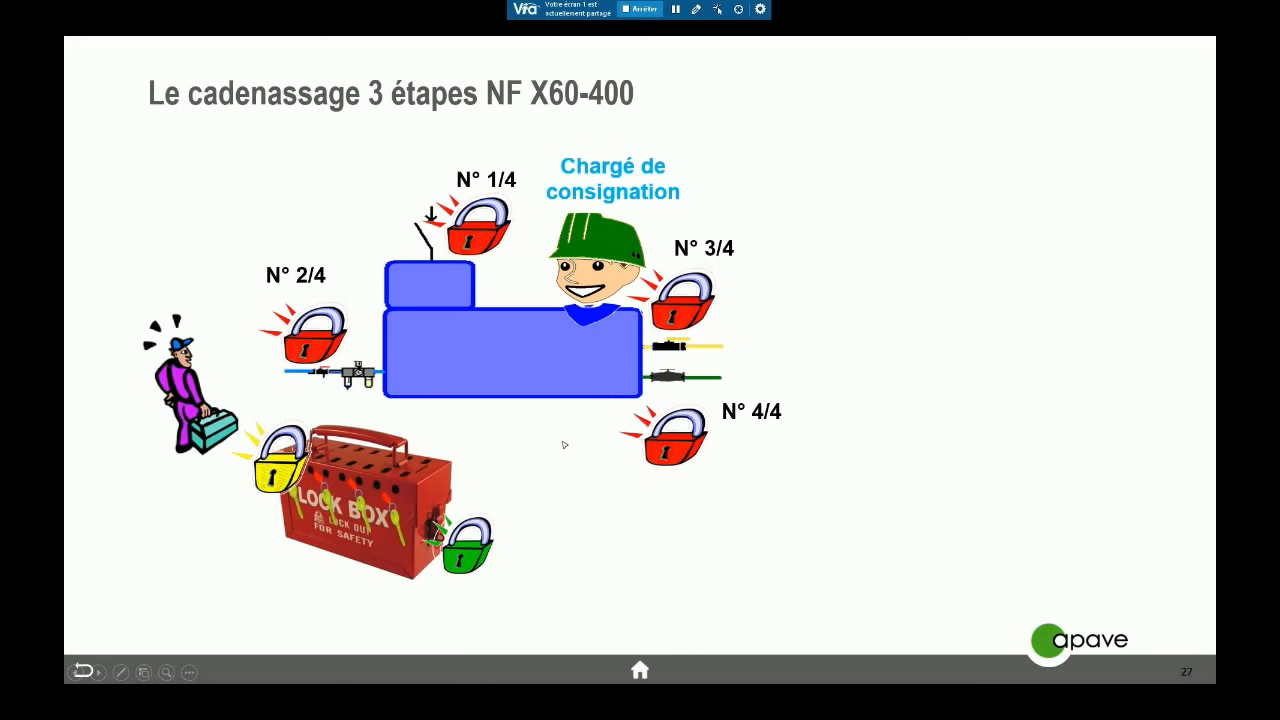 Votre écran 1 est
actuellement partagé
Arrêter
Le cadenassage 3 étapes NF X60-400
Chargé de
consignation
N° 1/4
N° 3/4
N° 2/4
N° 4/4
LOCK BOX
LOCK OUT
FOR SAFETY
apave
27